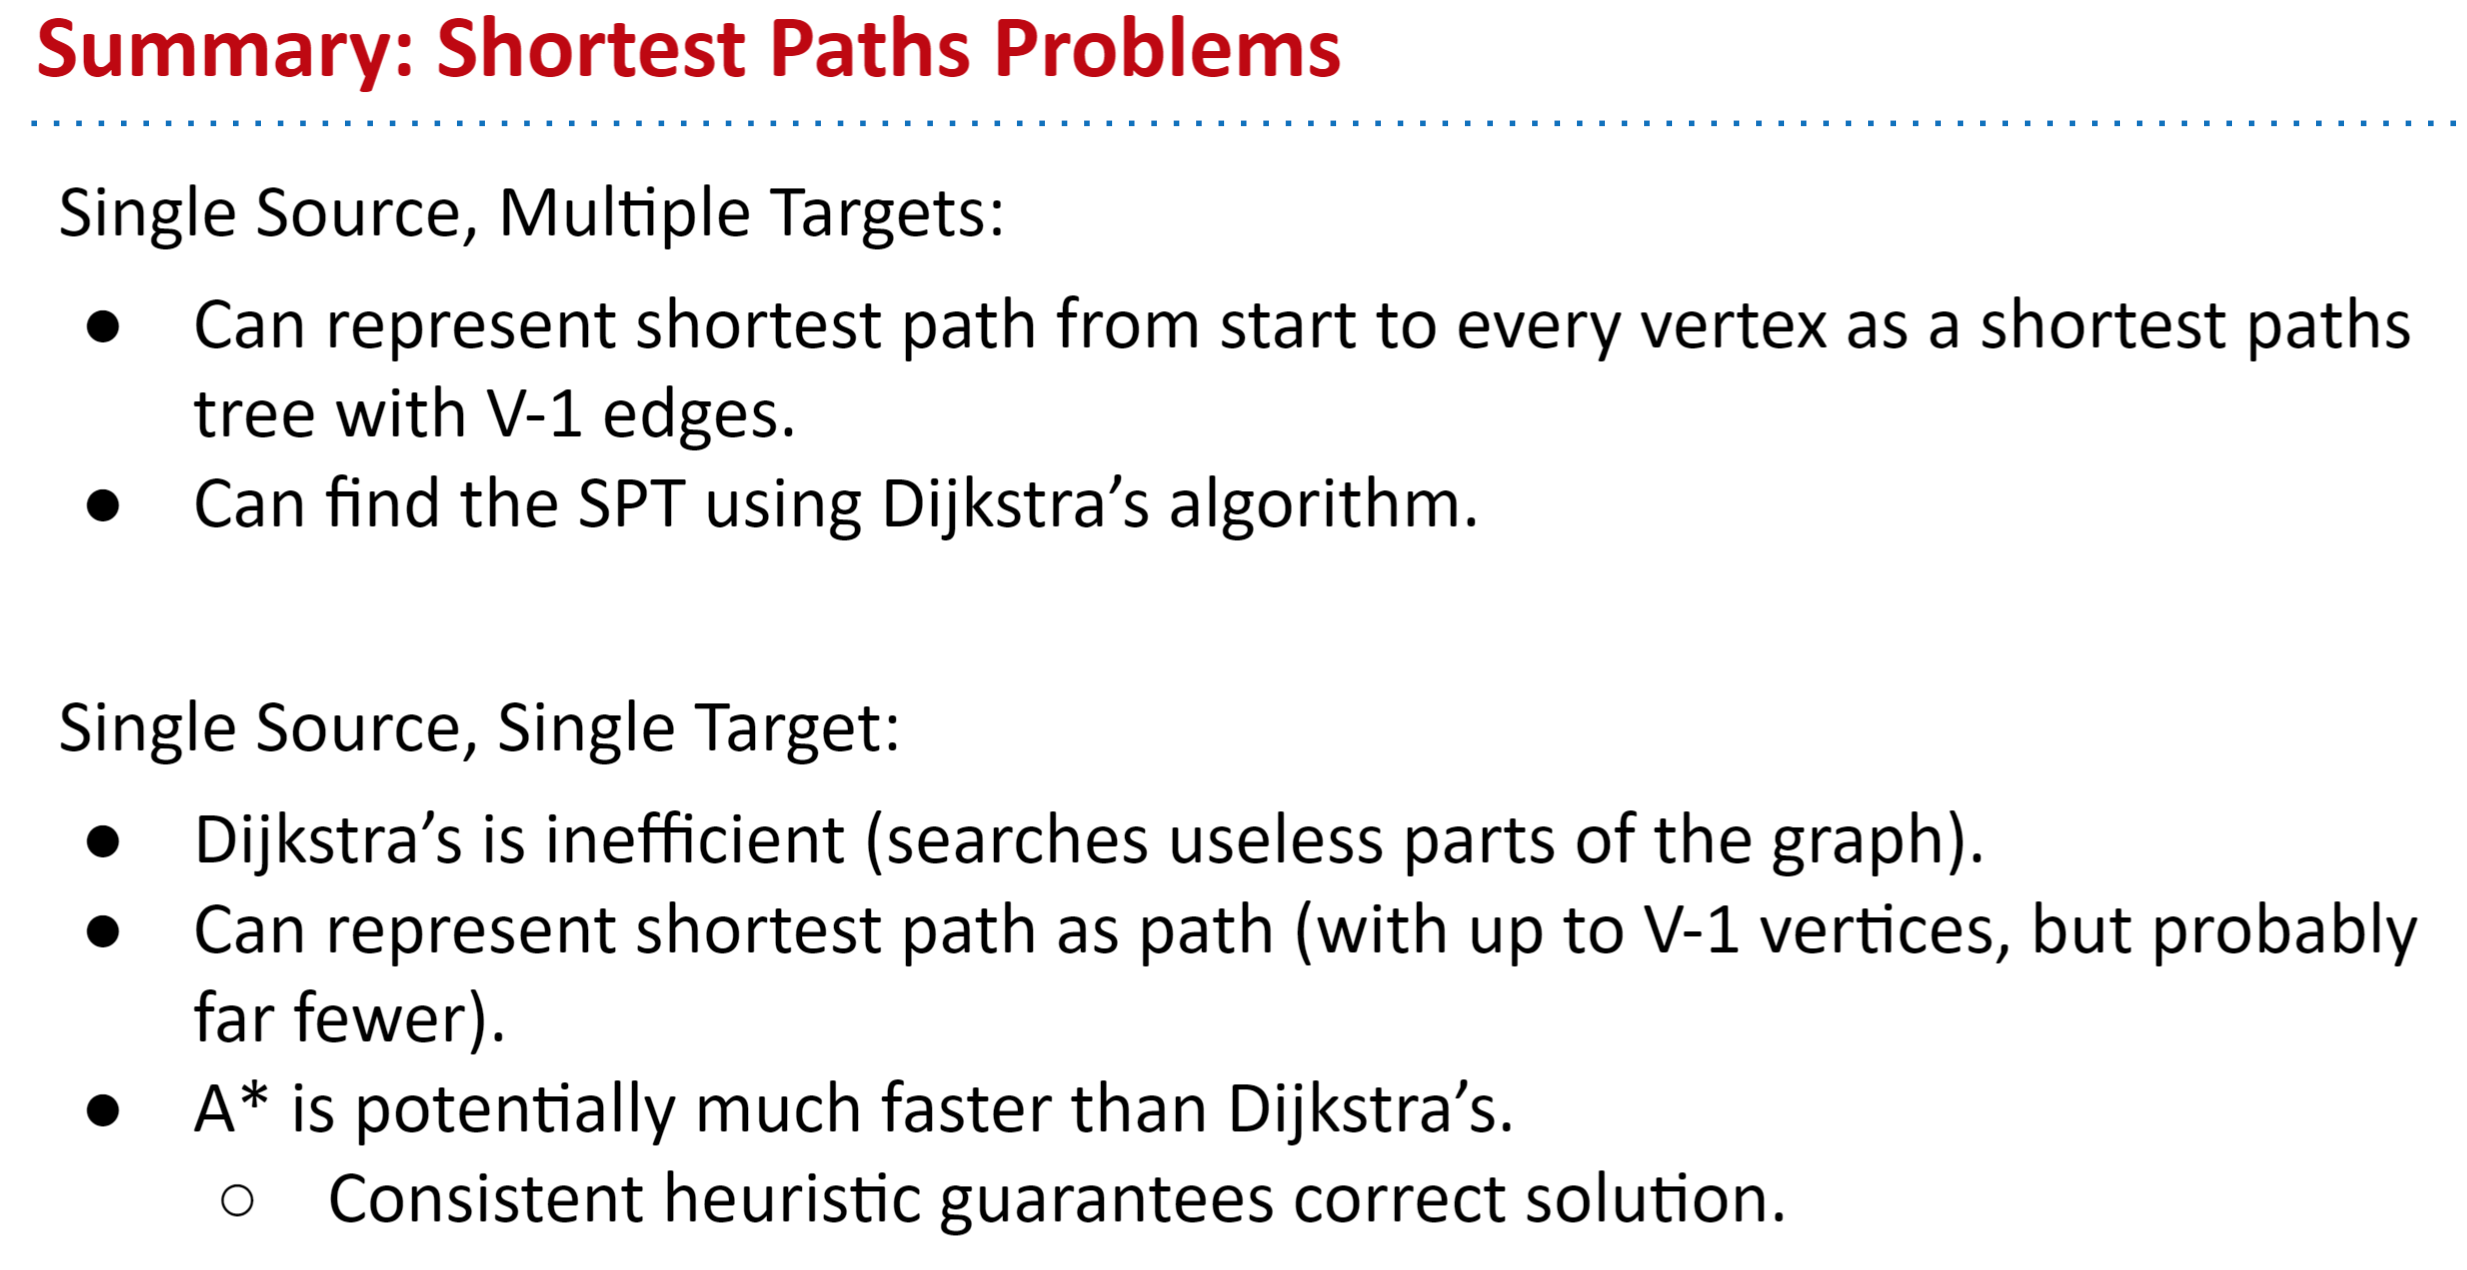 Summary: Shortest Paths Problems
Single Source, Multiple Targets:
● Can represent shortest path from start to every vertex as a shortest paths
tree with V-1 edges.
● Can find the SPT using Dijkstra’s algorithm.
Single Source, Single Target:
● Dijkstra’s is inefficient (searches useless parts of the graph).
● Can represent shortest path as path (with up to V-1 vertices, but probably
far fewer).
● A* is potentially much faster than Dijkstra’s.
○ Consistent heuristic guarantees correct solution.